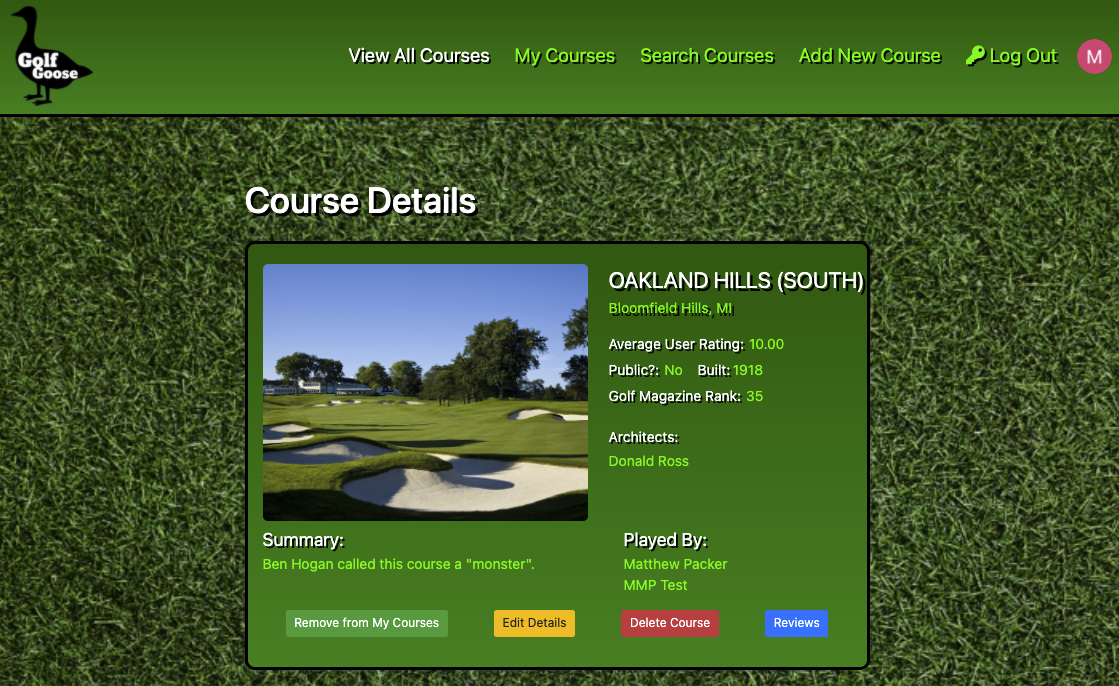 Golf
Goose
View All Courses My Courses Search Courses Add New Course Log Out M
Course Details
OAKLAND HILLS (SOUTH)
Bloomfield Hills, MI
Average User Rating: 10.00
Public?: No Built: 1918
Golf Magazine Rank: 35
Architects:
Donald Ross
Summary:
Ben Hogan called this course a "monster".
Played By:
Matthew Packer
MMP Test
Remove from My Courses Edit Details Delete Course Reviews